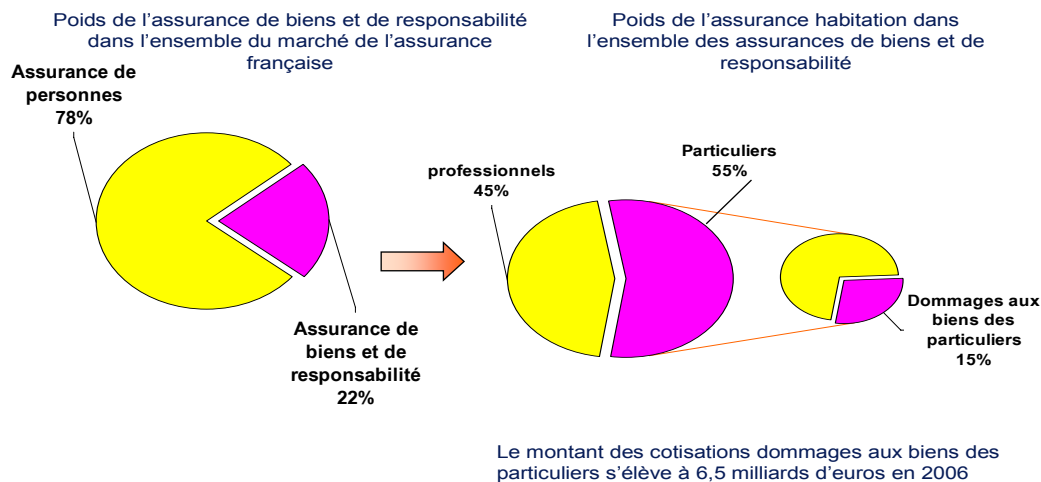 Poids de l'assurance de biens et de responsabilité
dans l'ensemble du marché de l'assurance
française
Poids de l'assurance habitation dans
l'ensemble des assurances de biens et de
responsabilité
Assurance de
personnes
78%
Assurance de
biens et de
responsabilité
22%
professionnels
45%
Particuliers
55%
Dommages aux
biens des
particuliers
15%
Le montant des cotisations dommages aux biens des
particuliers s'élève à 6,5 milliards d'euros en 2006